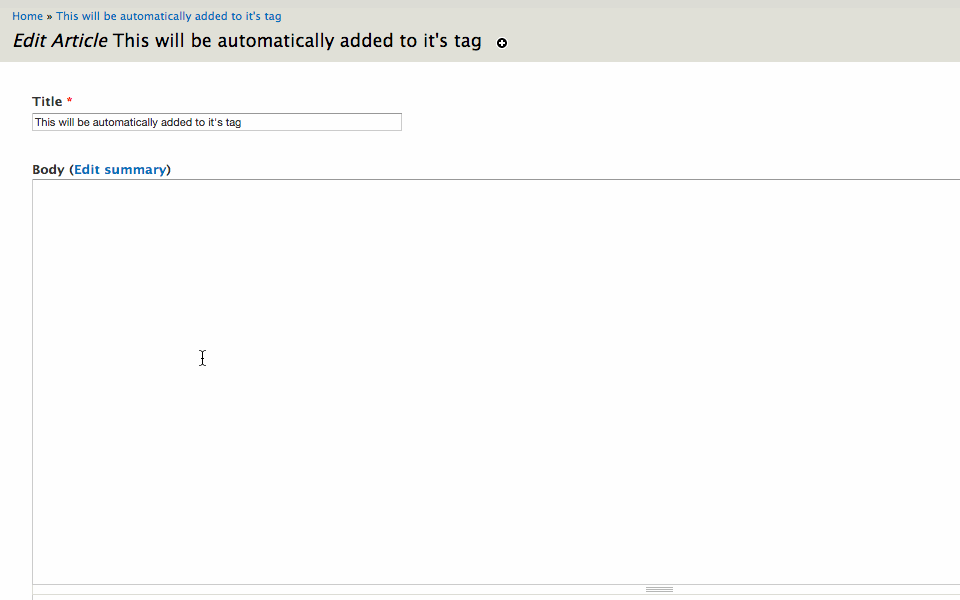 Home » This will be automatically added to it's tag
Edit Article This will be automatically added to it's tag
Title *
This will be automatically added to it's tag
Body (Edit summary)